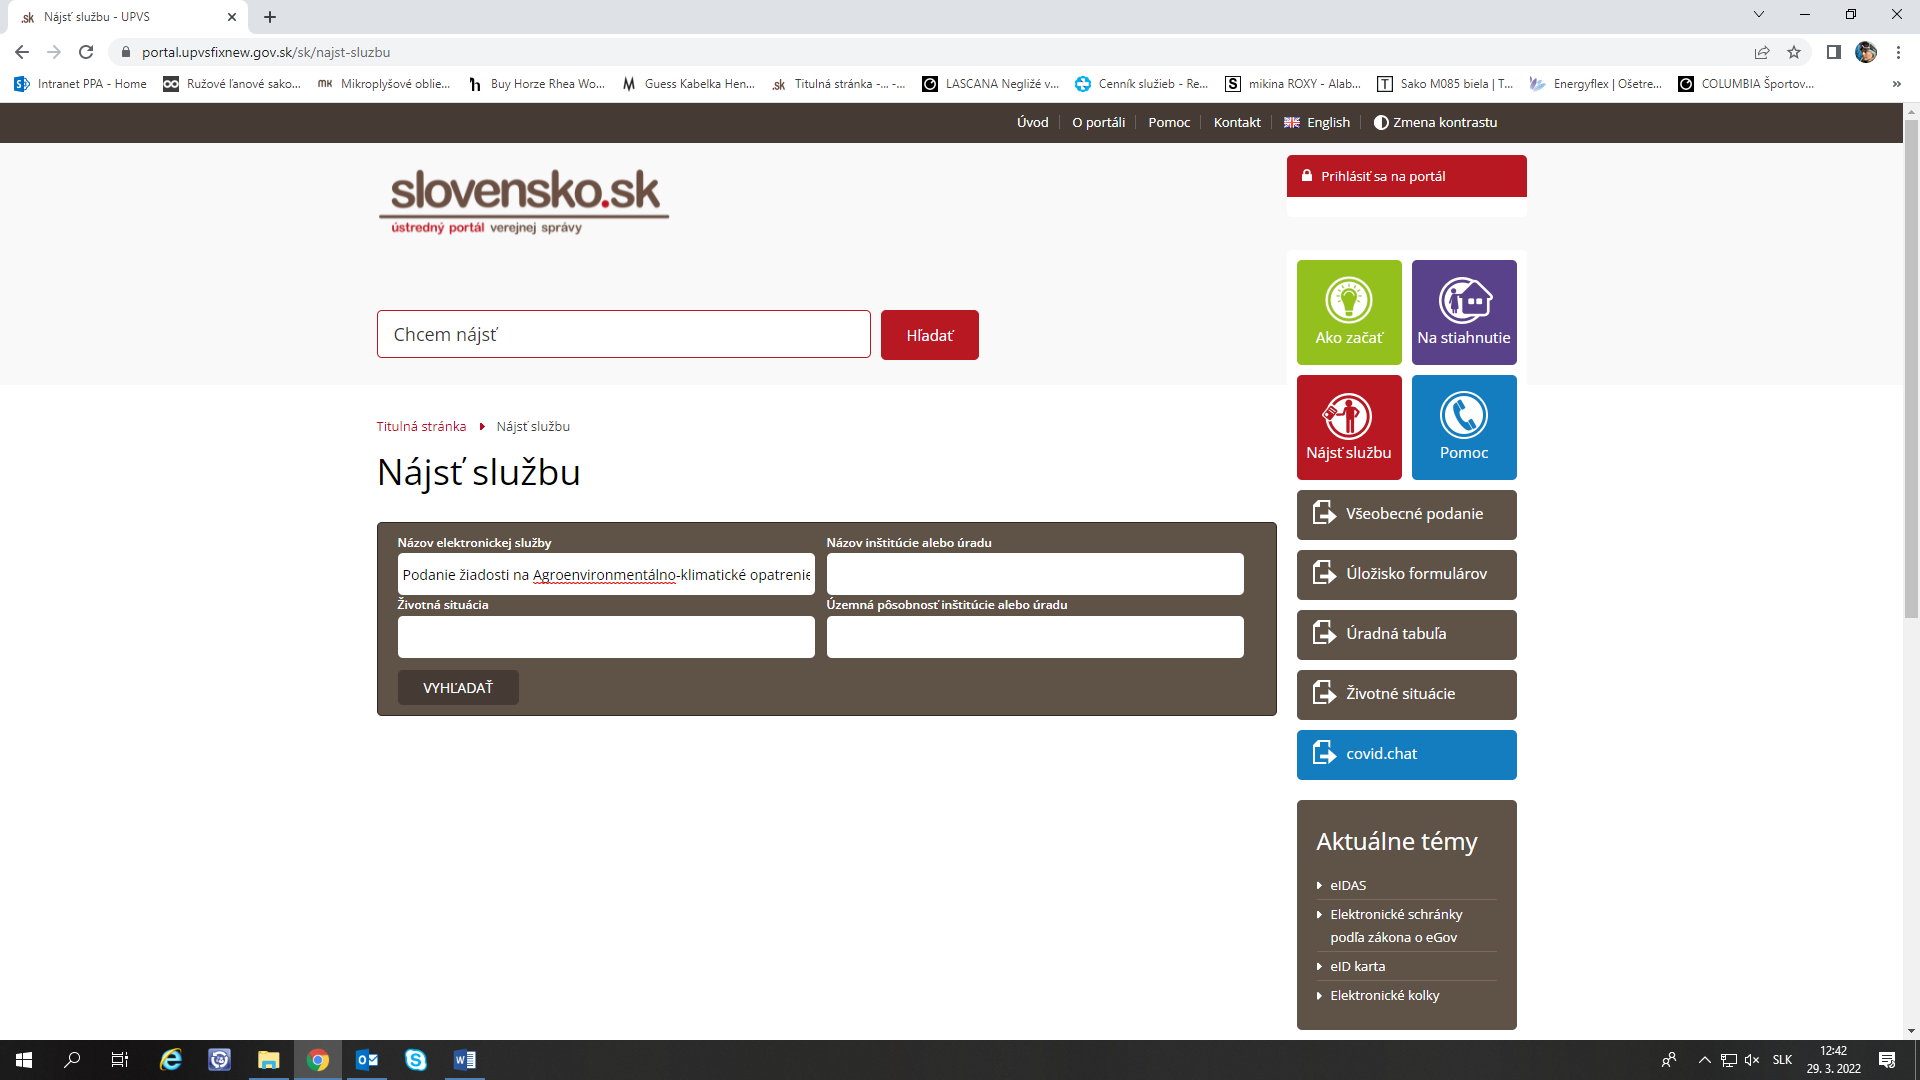 Nájsť službu - UPVS
portal.upvsfixnew.gov.sk/sk/najst-sluzbu
Intranet PPA - Home
Ružové ľanové sako...
Mikroplyšové oblie...
Buy Horze Rhea Wo...
Guess Kabelka Hen...
Titulná stránka -... -...
LASCANA Negližé v...
Cenník služieb - Re...
mikina ROXY - Alab...
Sako M085 biela | T...
Energyflex | Ošetre...
COLUMBIA Športov...
Úvod
O portáli
Pomoc
Kontakt
English
Zmena kontrastu
slovensko.sk
ústredný portál verejnej správy
Prihlásiť sa na portál
Chcem nájsť
Hľadať
Ako začať
Na stiahnutie
Nájsť službu
Pomoc
Titulná stránka
Nájsť službu
Nájsť službu
Názov elektronickej služby
Názov inštitúcie alebo úradu
Podanie žiadosti na Agroenvironmentálno-klimatické opatrenie
Životná situácia
Územná pôsobnosť inštitúcie alebo úradu
VYHĽADAŤ
Všeobecné podanie
Úložisko formulárov
Úradná tabuľa
Životné situácie
covid.chat
Aktuálne témy
eIDAS
Elektronické schránky
podľa zákona o eGov
eID karta
Elektronické kolky
SLK
12:42
29. 3. 2022